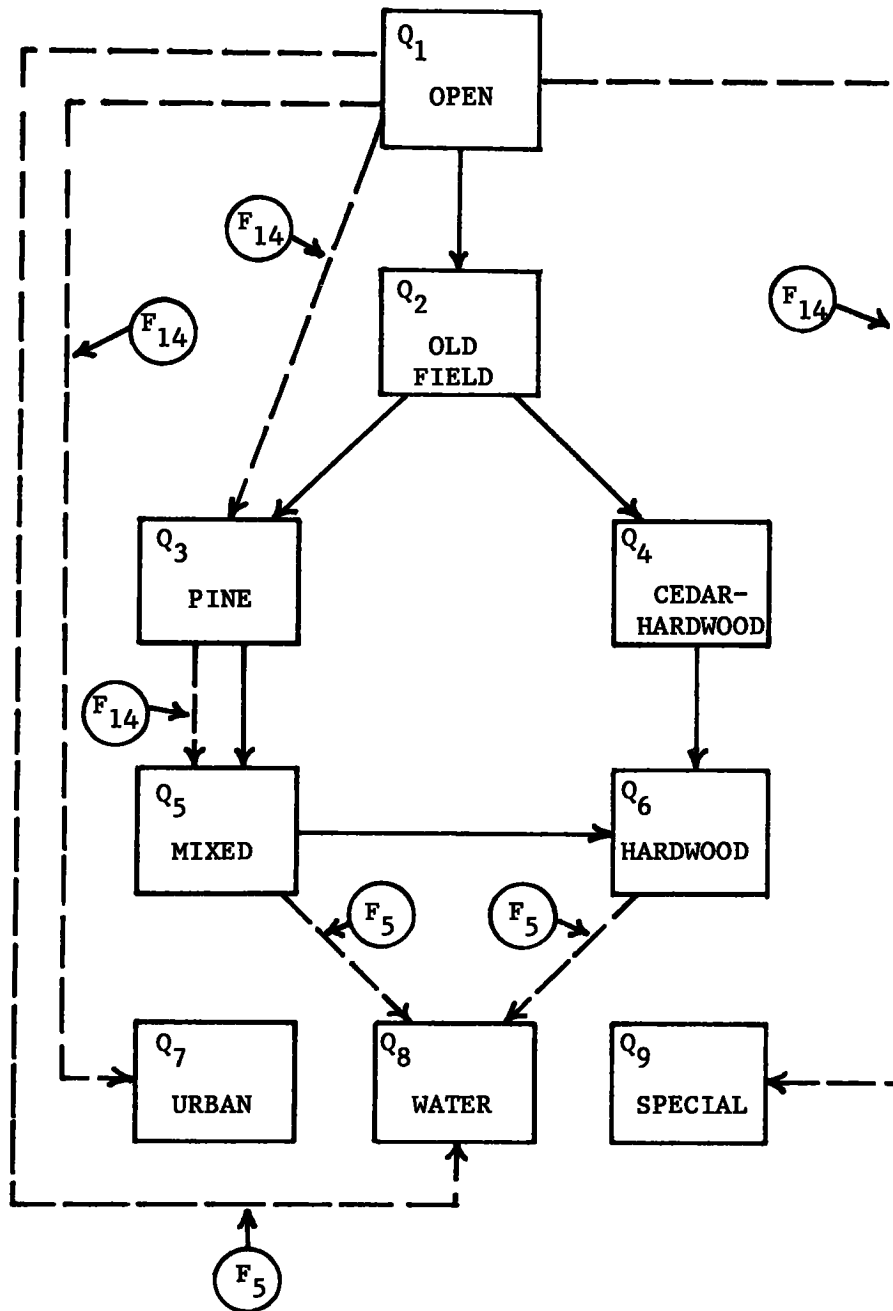 Q1
OPEN
F14
Q2
OLD
FIELD
F14
F14
Q3
PINE
Q4
CEDAR-
HARDWOOD
F14
Q5
MIXED
Q6
HARDWOOD
F5
F5
Q7
URBAN
Q8
WATER
Q9
SPECIAL
F5